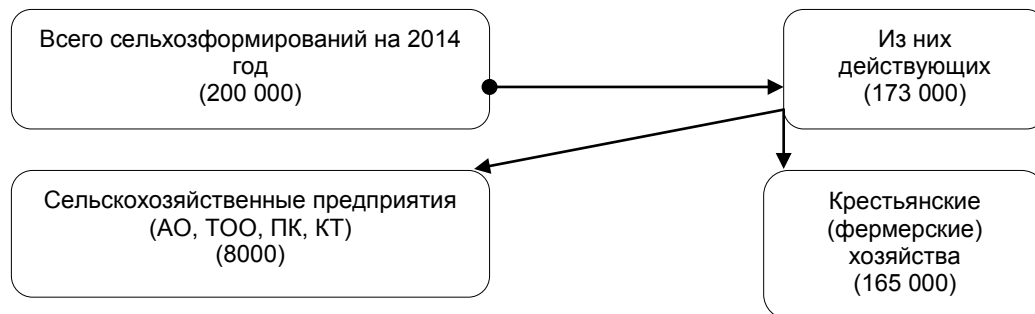 Всего сельхозформирований на 2014
год
(200 000)
Из них
действующих
(173 000)
Сельскохозяйственные предприятия
(АО, ТОО, ПК, КТ)
(8000)
Крестьянские
(фермерские)
хозяйства
(165 000)